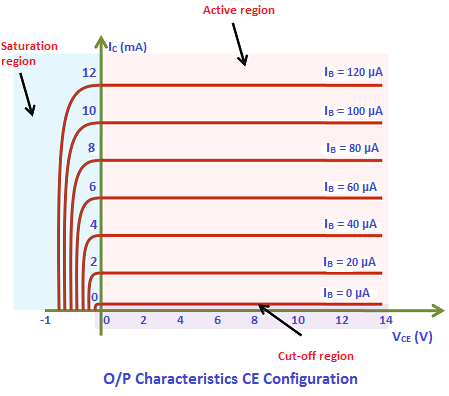 Active region
Saturation
region
IC (mA)
12
IB = 120 µA
10
IB = 100 µA
8
IB = 80 µA
6
IB = 60 µA
4
IB = 40 µA
2
IB = 20 µA
0
IB = 0 µA
-1 0 2 4 6 8 10 12 14
VCE (V)
Cut-off region
O/P Characteristics CE Configuration